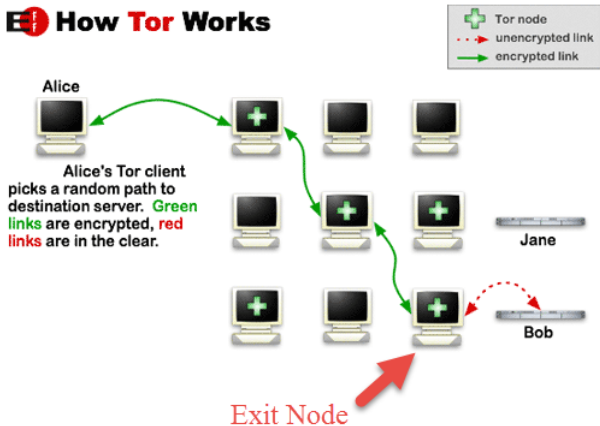 EFF How Tor Works
Tor node
unencrypted link
encrypted link
Alice
Alice's Tor client
picks a random path to
destination server. Green
links are encrypted, red
links are in the clear.
Jane
Bob
Exit Node